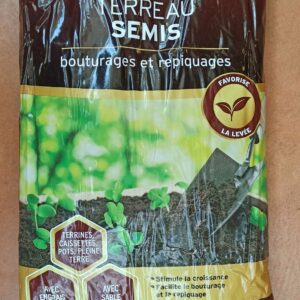 TERREAU
SEMIS
bouturages et repiquages
FAVORISE
LA LEVÉE
TERRINES,
CAISSETTES,
POTS, PLEINE
TERRE
AVEC
ENGRAIS
AVEC
SABLE
• Stimule la croissance
• Facilite le bouturage
et le repiquage